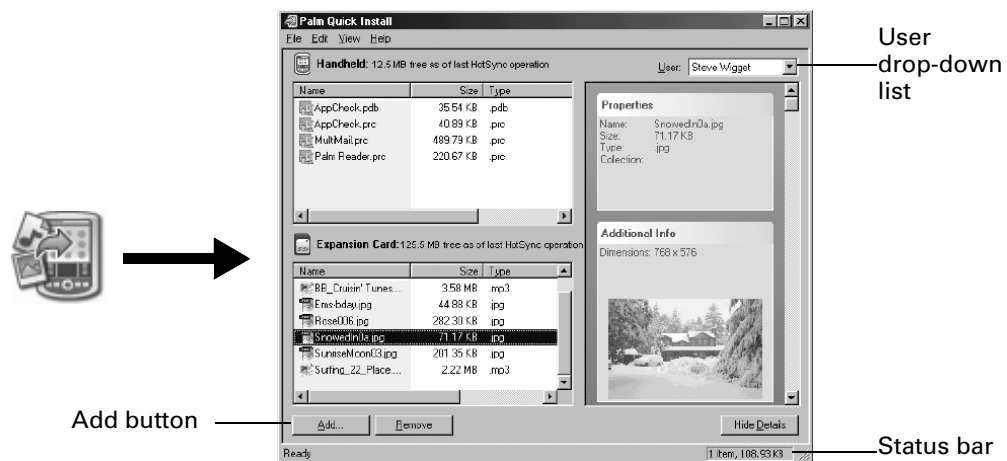 Palm Quick Install
File Edit View Help
Handheld: 12.5 MB free as of last HotSync operation
User: Steve Wigget
User drop-down list
Name Size Type
AppCheck.pdb 35.54 KB .pdb
AppCheck.prc 40.89 KB .prc
MultMail.prc 489.79 KB .prc
Palm Reader.prc 220.67 KB .prc
Properties
Name: SnowedIn0a.jpg
Size: 71.17 KB
Type: .jpg
Collection:
Expansion Card: 125.5 MB free as of last HotSync operation
Name Size Type
BB_Cruisin' Tunes... 3.58 MB .mp3
Ems-bday.jpg 44.88 KB .jpg
Rose006.jpg 282.30 KB .jpg
SnowedIn0a.jpg 71.17 KB .jpg
SunriseMoon03.jpg 201.35 KB .jpg
Surfing_22_Place.... 2.22 MB .mp3
Additional Info
Dimensions: 768 x 576
Add button
Add... Remove
Hide Details
Ready
1 item, 108.93 KB
Status bar